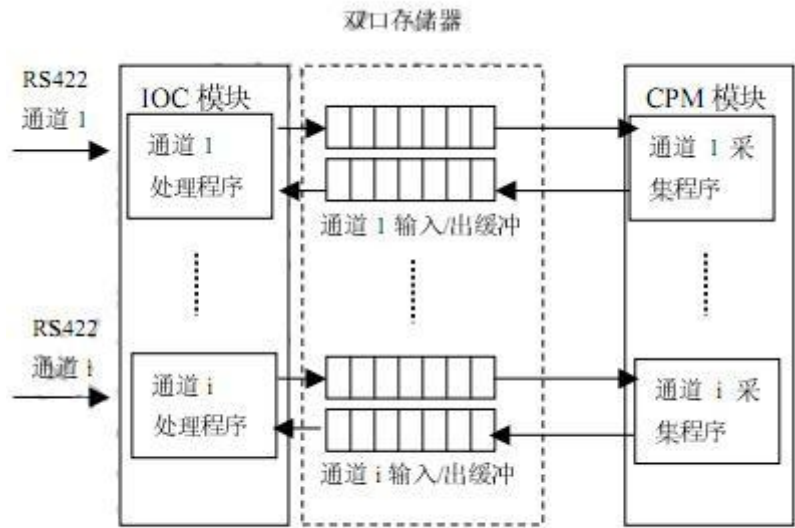 双口存储器
RS422
通道 1
IOC 模块
通道 1
处理程序
通道 1 输入/出缓冲
CPM 模块
通道 1 采
集程序
RS422
通道 i
通道 i
处理程序
通道 i 输入/出缓冲
通道 i 采
集程序